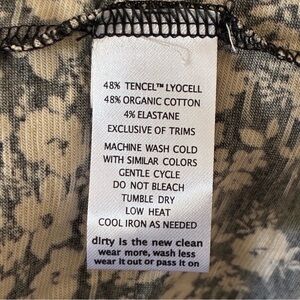 48% TENCEL™ LYOCELL
48% ORGANIC COTTON
4% ELASTANE
EXCLUSIVE OF TRIMS
MACHINE WASH COLD
WITH SIMILAR COLORS
GENTLE CYCLE
DO NOT BLEACH
TUMBLE DRY
LOW HEAT
COOL IRON AS NEEDED
dirty is the new clean
wear more, wash less
wear it out or pass it on